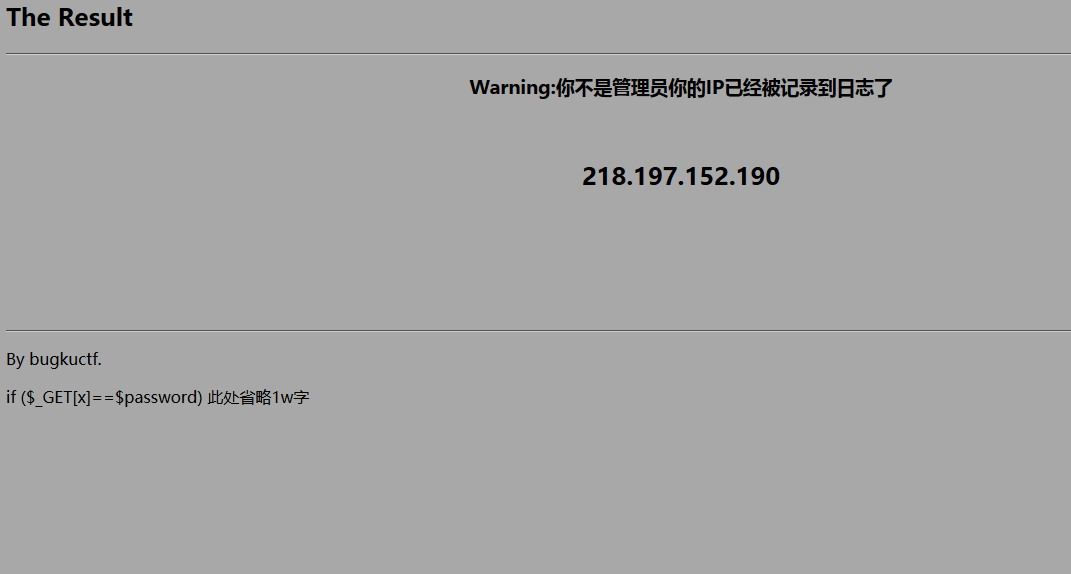 The Result
Warning:你不是管理员你的IP已经被记录到日志了
218.197.152.190
By bugkuctf.
if ($_GET[x]==$password) 此处省略1w字